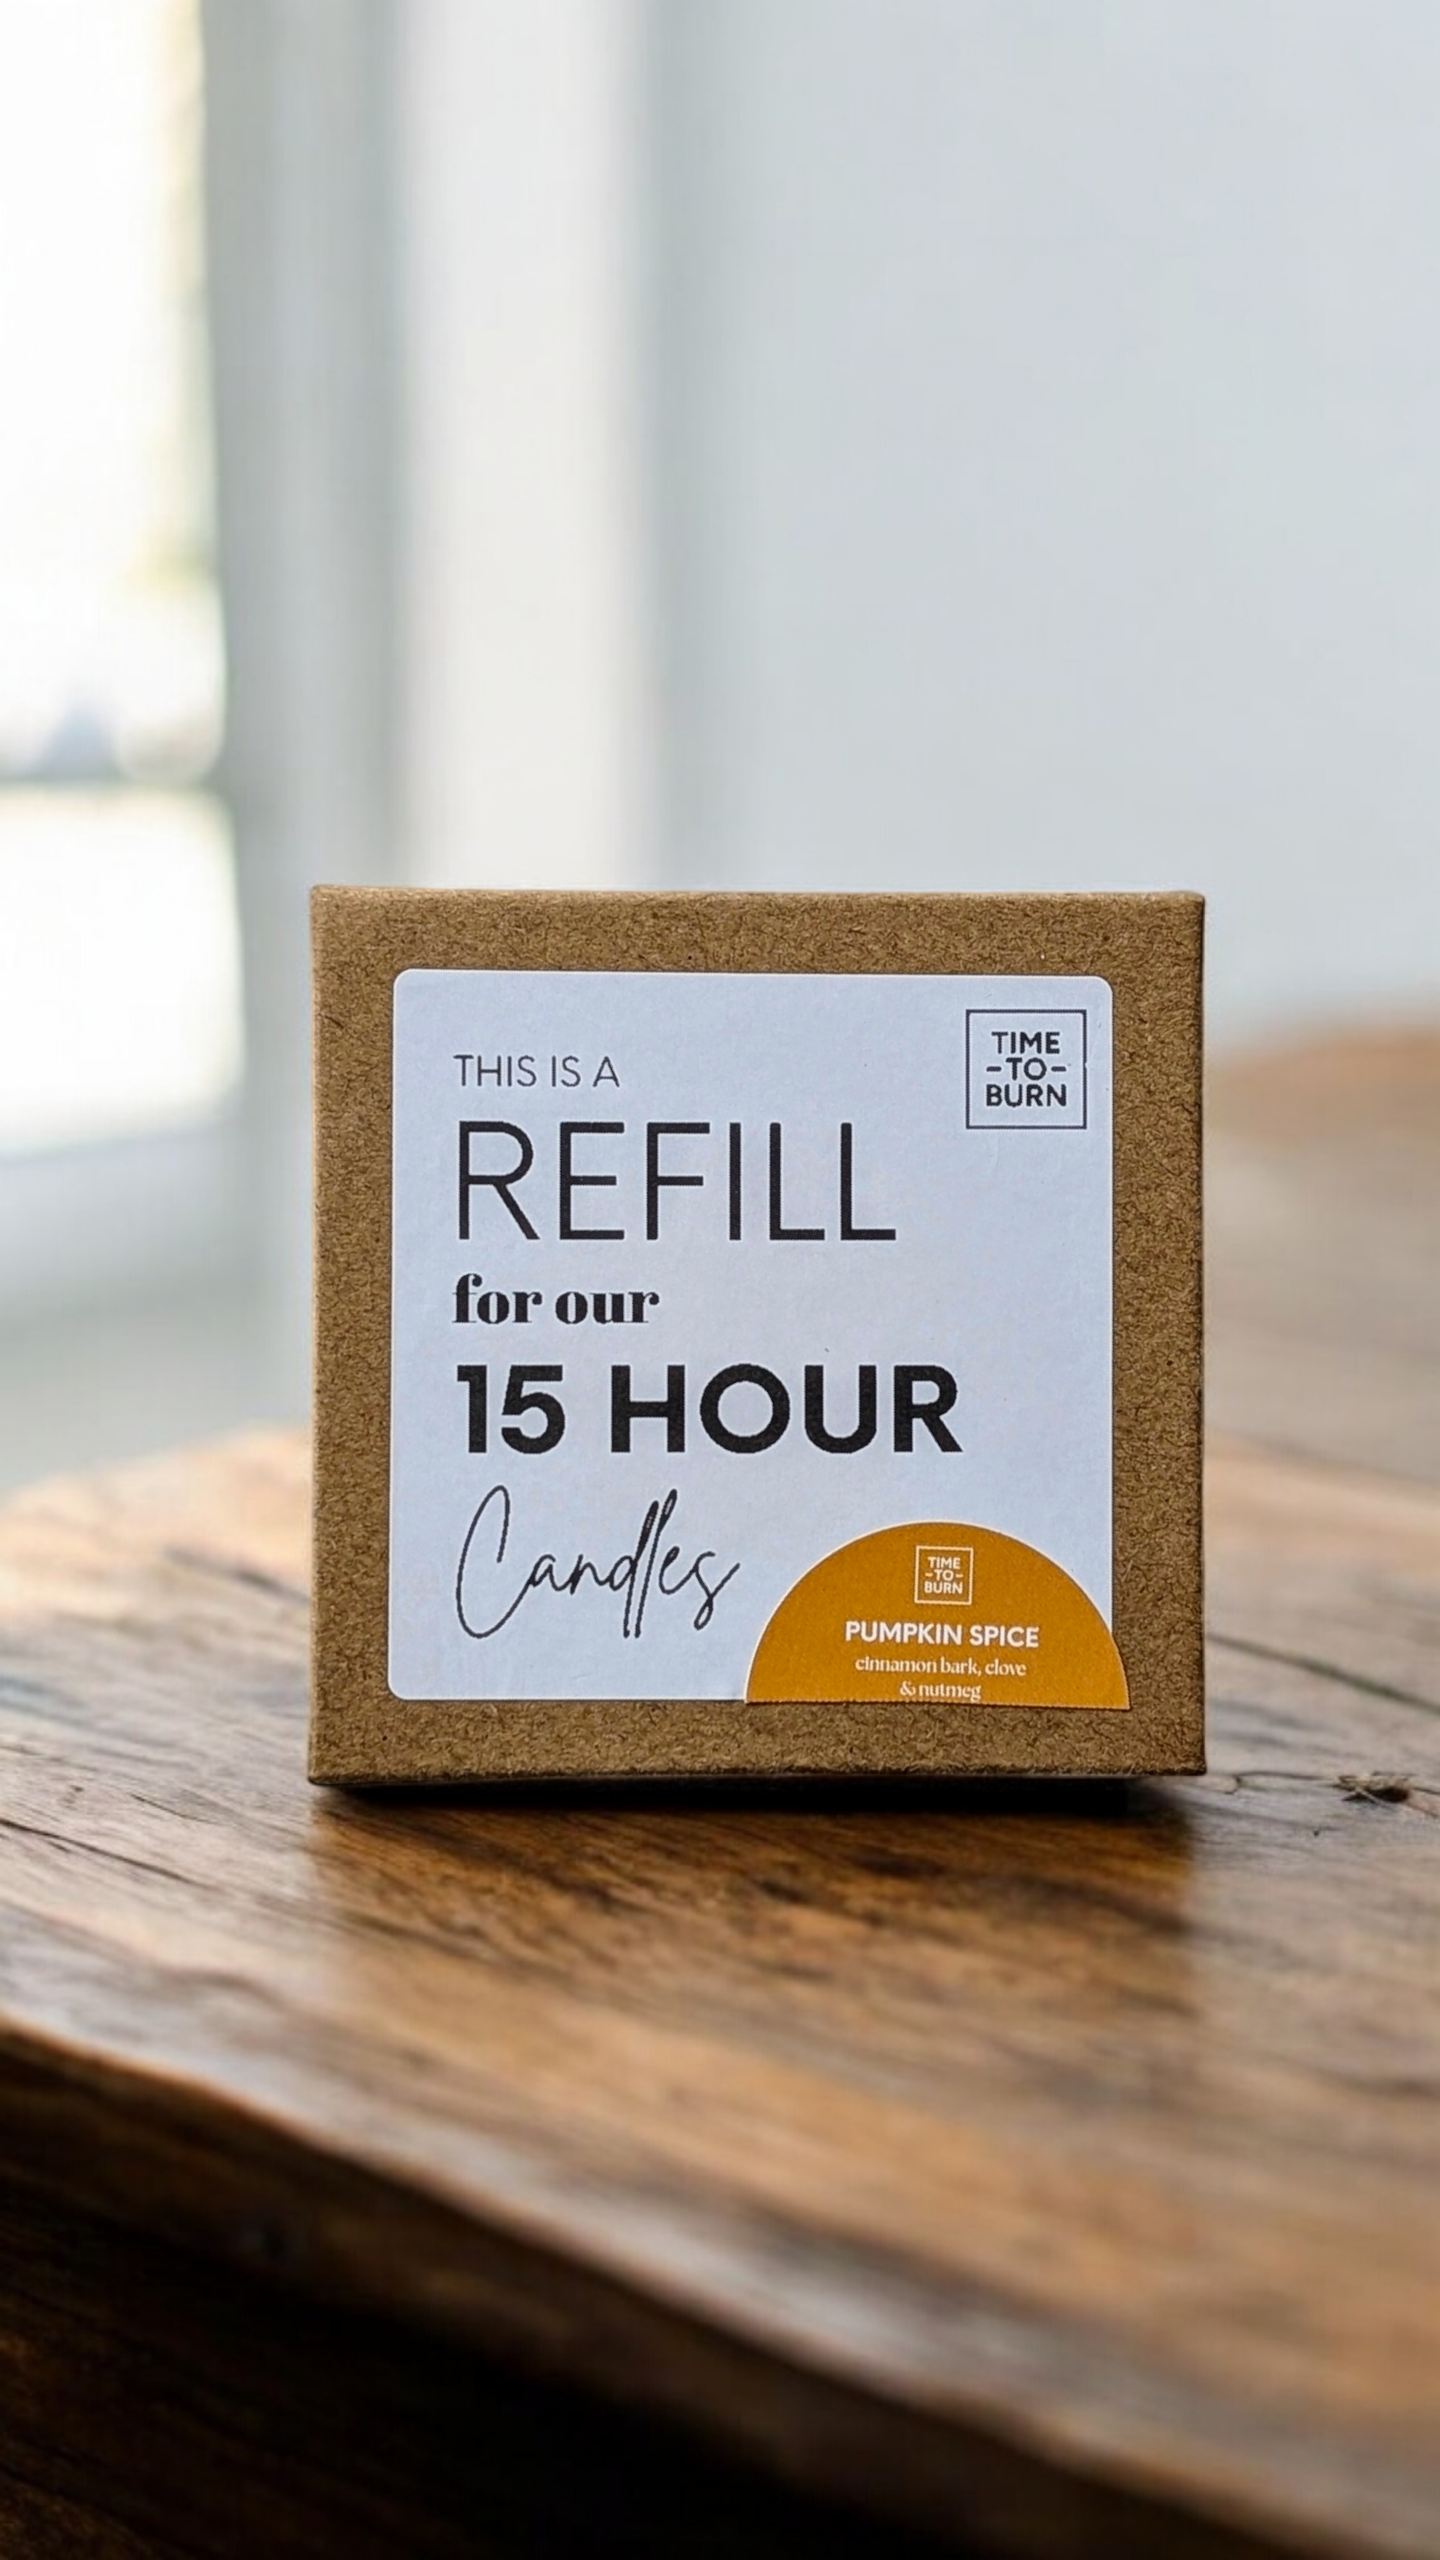 THIS IS A
REFILL
for our
15 HOUR
Candles
TIME
-TO-
BURN
TIME
-TO-
BURN
PUMPKIN SPICE
cinnamon bark, clove
& nutmeg